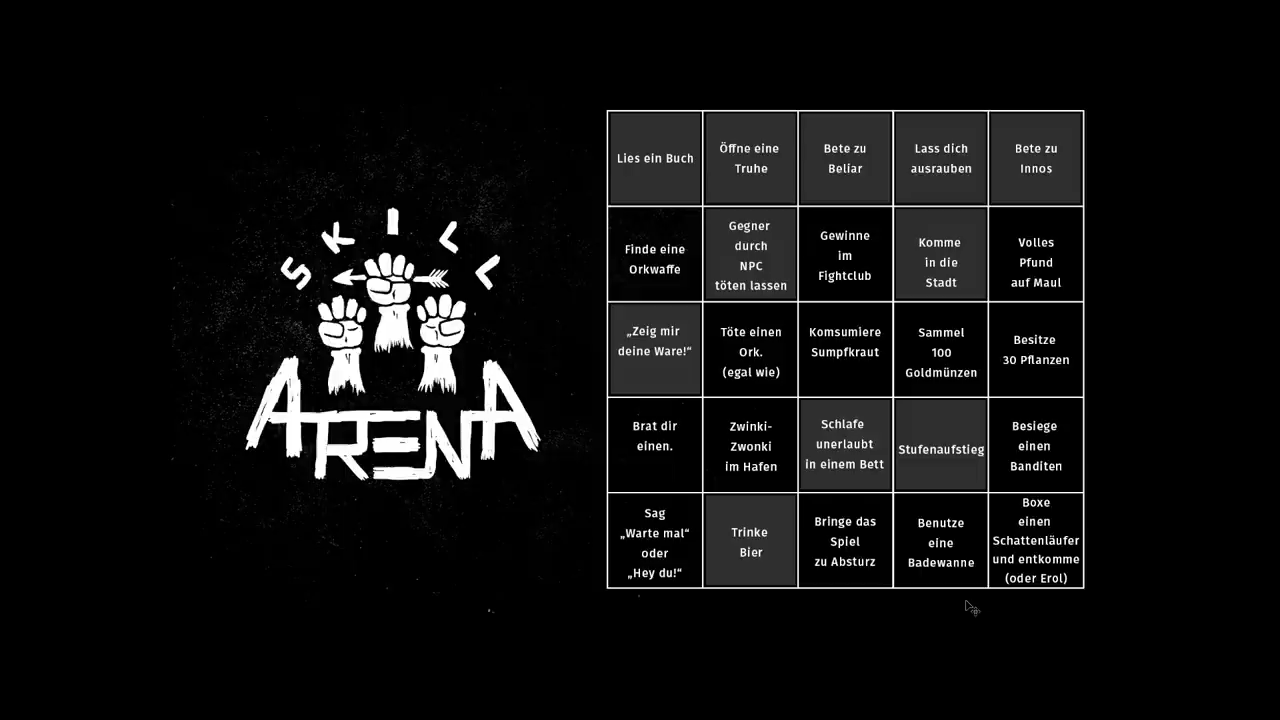 SKILL
ARENA
Lies ein Buch
Öffne eine
Truhe
Bete zu
Beliar
Lass dich
ausrauben
Bete zu
Innos
Finde eine
Orkwaffe
Gegner
durch
NPC
töten lassen
Gewinne
im
Fightclub
Komme
in die
Stadt
Volles
Pfund
auf Maul
„Zeig mir
deine Ware!“
Töte einen
Ork.
(egal wie)
Komsumiere
Sumpfkraut
Sammel
100
Goldmünzen
Besitze
30 Pflanzen
Brat dir
einen.
Zwinki-
Zwonki
im Hafen
Schlafe
unerlaubt
in einem Bett
Stufenaufstieg
Besiege
einen
Banditen
Sag
„Warte mal“
oder
„Hey du!“
Trinke
Bier
Bringe das
Spiel
zu Absturz
Benutze
eine
Badewanne
Boxe
einen
Schattenläufer
und entkomme
(oder Erol)